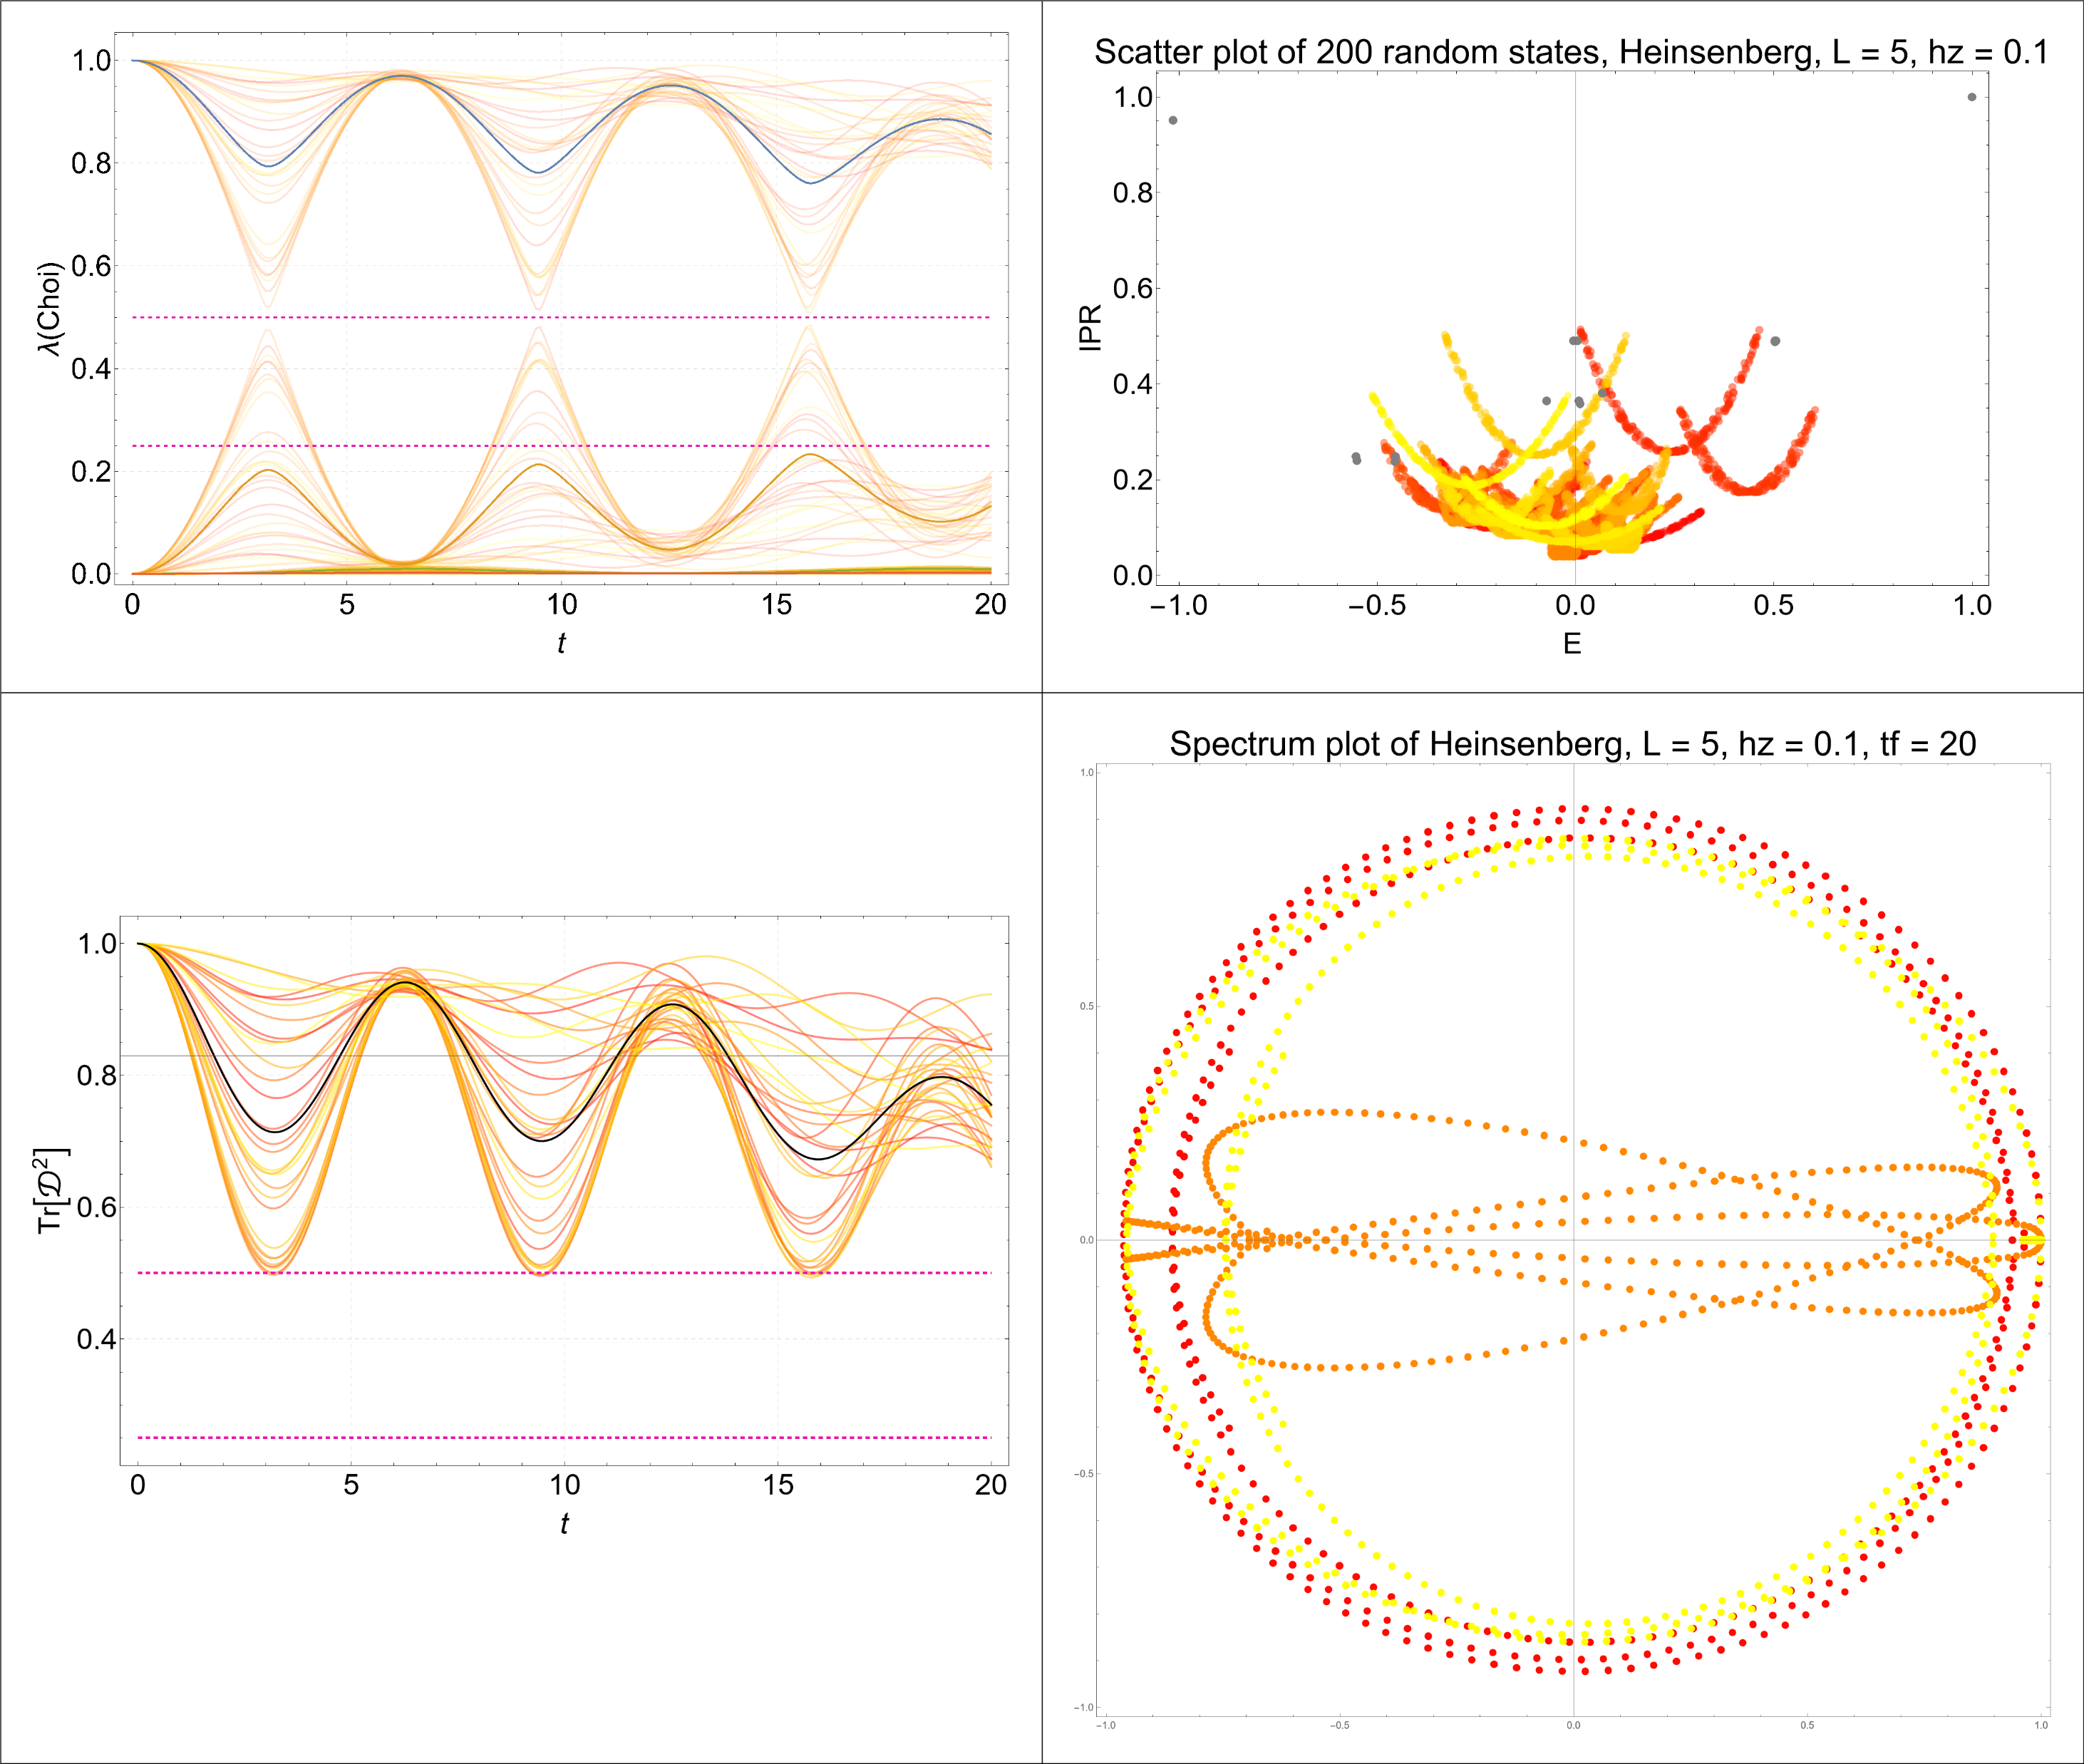 1.0
0.8
0.6
0.4
0.2
0.0
λ(Choi)
0 5 10 15 20
t
Scatter plot of 200 random states, Heinsenberg, L = 5, hz = 0.1
1.0
0.8
0.6
0.4
0.2
0.0
IPR
−1.0 −0.5 0.0 0.5 1.0
E
1.0
0.8
0.6
0.4
Tr[𝒟²]
0 5 10 15 20
t
Spectrum plot of Heinsenberg, L = 5, hz = 0.1, tf = 20
1.0
0.5
0.0
−0.5
−1.0
−1.0 −0.5 0.0 0.5 1.0